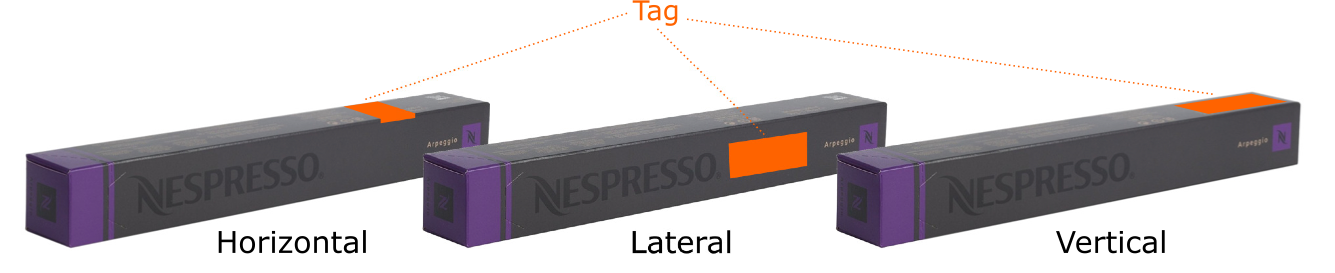 Tag
NESPRESSO
Arpeggio
NESPRESSO
Arpeggio
NESPRESSO
Arpeggio
Horizontal
Lateral
Vertical